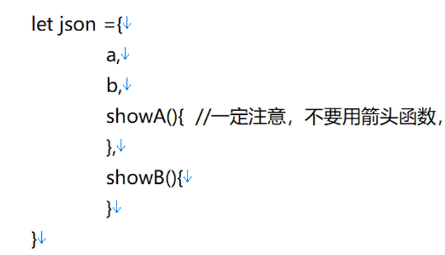 let json ={↓
a,↓
b,↓
showA(){ //一定注意，不要用箭头函数，
},↓
showB(){↓
}↓
}↓